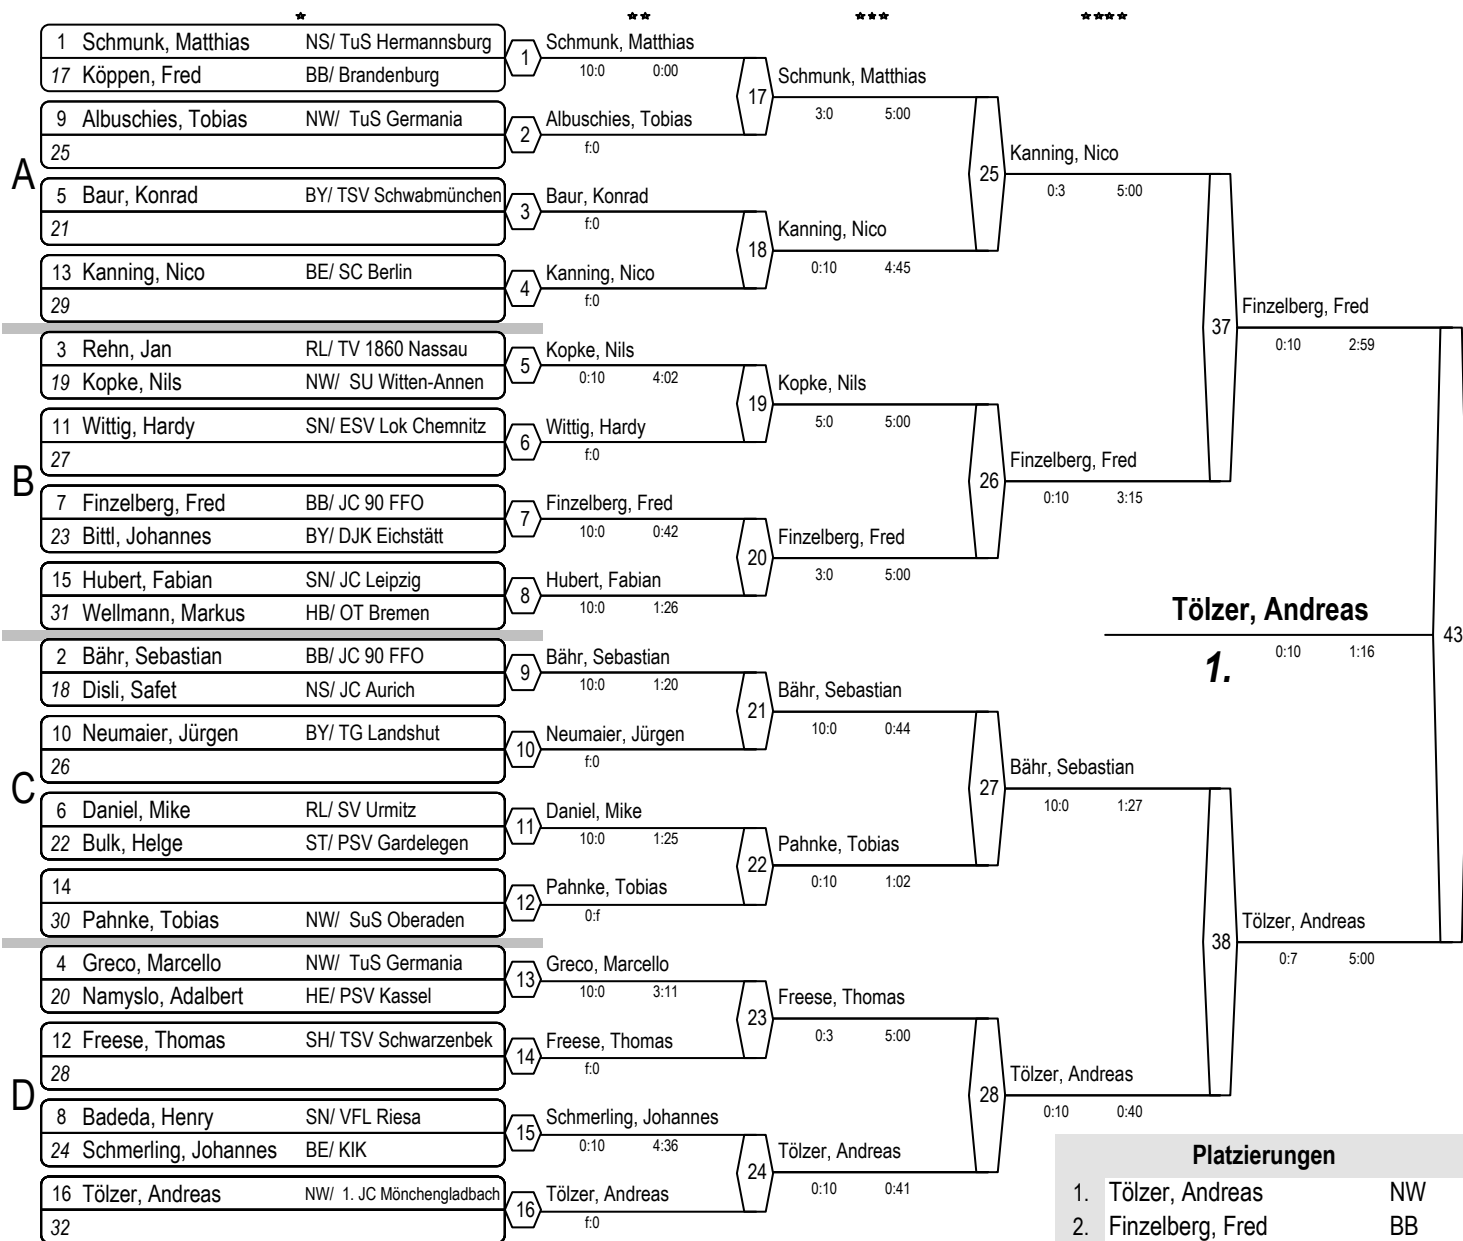 * ** *** ****
A
1 Schmunk, Matthias NS/ TuS Hermannsburg
17 Köppen, Fred BB/ Brandenburg
9 Albuschies, Tobias NW/ TuS Germania
25
5 Baur, Konrad BY/ TSV Schwabmünchen
21
13 Kanning, Nico BE/ SC Berlin
29
B
3 Rehn, Jan RL/ TV 1860 Nassau
19 Kopke, Nils NW/ SU Witten-Annen
11 Wittig, Hardy SN/ ESV Lok Chemnitz
27
7 Finzelberg, Fred BB/ JC 90 FFO
23 Bittl, Johannes BY/ DJK Eichstätt
15 Hubert, Fabian SN/ JC Leipzig
31 Wellmann, Markus HB/ OT Bremen
C
2 Bähr, Sebastian BB/ JC 90 FFO
18 Disli, Safet NS/ JC Aurich
10 Neumaier, Jürgen BY/ TG Landshut
26
6 Daniel, Mike RL/ SV Urmitz
22 Bulk, Helge ST/ PSV Gardelegen
14
30 Pahnke, Tobias NW/ SuS Oberaden
D
4 Greco, Marcello NW/ TuS Germania
20 Namyslo, Adalbert HE/ PSV Kassel
12 Freese, Thomas SH/ TSV Schwarzenbek
28
8 Badeda, Henry SN/ VFL Riesa
24 Schmerling, Johannes BE/ KIK
16 Tölzer, Andreas NW/ 1. JC Mönchengladbach
32
1 Schmunk, Matthias
10:0 0:00
2 Albuschies, Tobias
f:0
3 Baur, Konrad
f:0
4 Kanning, Nico
f:0
5 Kopke, Nils
0:10 4:02
6 Wittig, Hardy
f:0
7 Finzelberg, Fred
10:0 0:42
8 Hubert, Fabian
10:0 1:26
9 Bähr, Sebastian
10:0 1:20
10 Neumaier, Jürgen
f:0
11 Daniel, Mike
10:0 1:25
12 Pahnke, Tobias
0:f
13 Greco, Marcello
10:0 3:11
14 Freese, Thomas
f:0
15 Schmerling, Johannes
0:10 4:36
16 Tölzer, Andreas
f:0
17 Schmunk, Matthias
3:0 5:00
18 Kanning, Nico
0:10 4:45
19 Kopke, Nils
5:0 5:00
20 Finzelberg, Fred
3:0 5:00
21 Bähr, Sebastian
10:0 0:44
22 Pahnke, Tobias
0:10 1:02
23 Freese, Thomas
0:3 5:00
24 Tölzer, Andreas
0:10 0:41
25 Kanning, Nico
0:3 5:00
26 Finzelberg, Fred
0:10 3:15
27 Bähr, Sebastian
10:0 1:27
28 Tölzer, Andreas
0:10 0:40
37 Finzelberg, Fred
0:10 2:59
38 Tölzer, Andreas
0:7 5:00
43
Tölzer, Andreas
0:10 1:16
1.
Platzierungen
1. Tölzer, Andreas NW
2. Finzelberg, Fred BB